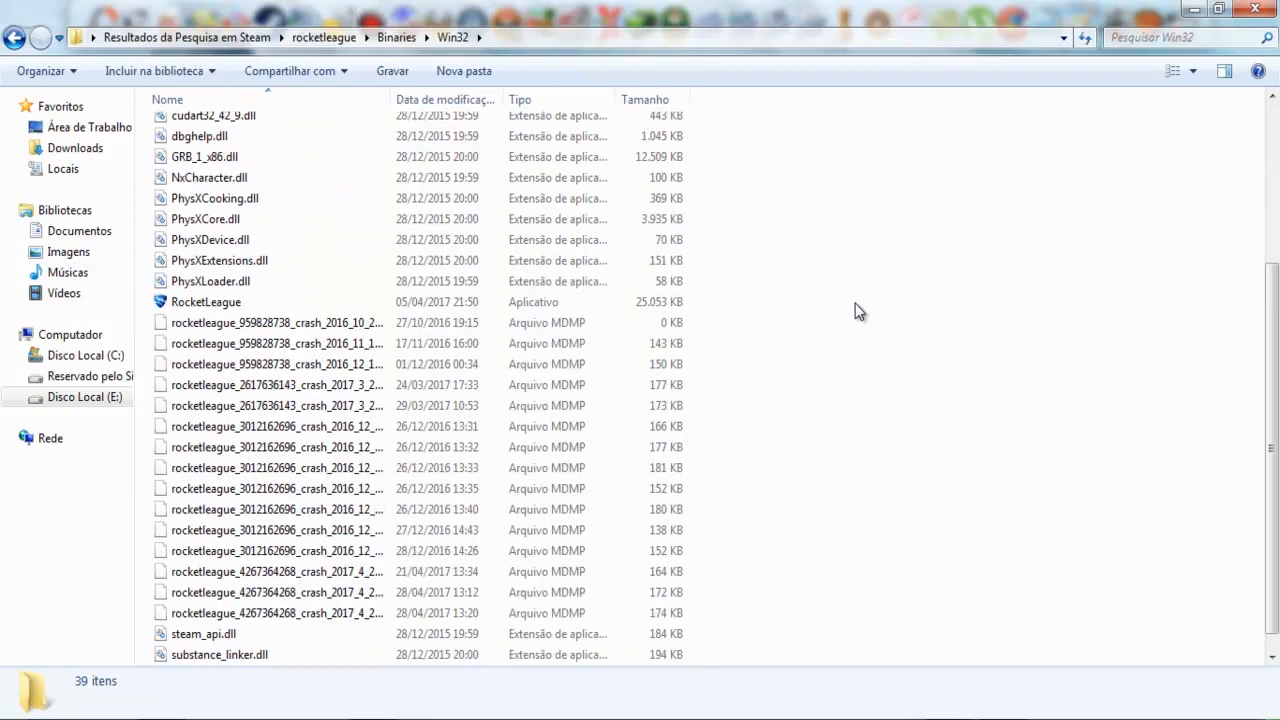 Resultados da Pesquisa em Steam rocketleague Binaries Win32
Pesquisar Win32
Organizar Incluir na biblioteca Compartilhar com Gravar Nova pasta
Favoritos
Área de Trabalho
Downloads
Locais
Bibliotecas
Documentos
Imagens
Músicas
Vídeos
Computador
Disco Local (C:)
Reservado pelo Si
Disco Local (E:)
Rede
Nome Data de modificaç... Tipo Tamanho
cudart32_42_9.dll 28/12/2015 19:59 Extensão de aplica... 443 KB
dbghelp.dll 28/12/2015 19:59 Extensão de aplica... 1.045 KB
GRB_1_x86.dll 28/12/2015 20:00 Extensão de aplica... 12.509 KB
NxCharacter.dll 28/12/2015 19:59 Extensão de aplica... 100 KB
PhysXCooking.dll 28/12/2015 20:00 Extensão de aplica... 369 KB
PhysXCore.dll 28/12/2015 20:00 Extensão de aplica... 3.935 KB
PhysXDevice.dll 28/12/2015 20:00 Extensão de aplica... 70 KB
PhysXExtensions.dll 28/12/2015 20:00 Extensão de aplica... 151 KB
PhysXLoader.dll 28/12/2015 19:59 Extensão de aplica... 58 KB
RocketLeague 05/04/2017 21:50 Aplicativo 25.053 KB
rocketleague_959828738_crash_2016_10_2... 27/10/2016 19:15 Arquivo MDMP 0 KB
rocketleague_959828738_crash_2016_11_1... 17/11/2016 16:00 Arquivo MDMP 143 KB
rocketleague_959828738_crash_2016_12_1... 01/12/2016 00:34 Arquivo MDMP 150 KB
rocketleague_2617636143_crash_2017_3_2... 24/03/2017 17:33 Arquivo MDMP 177 KB
rocketleague_2617636143_crash_2017_3_2... 29/03/2017 10:53 Arquivo MDMP 173 KB
rocketleague_3012162696_crash_2016_12_... 26/12/2016 13:31 Arquivo MDMP 166 KB
rocketleague_3012162696_crash_2016_12_... 26/12/2016 13:32 Arquivo MDMP 177 KB
rocketleague_3012162696_crash_2016_12_... 26/12/2016 13:33 Arquivo MDMP 181 KB
rocketleague_3012162696_crash_2016_12_... 26/12/2016 13:35 Arquivo MDMP 152 KB
rocketleague_3012162696_crash_2016_12_... 26/12/2016 13:40 Arquivo MDMP 180 KB
rocketleague_3012162696_crash_2016_12_... 27/12/2016 14:43 Arquivo MDMP 138 KB
rocketleague_3012162696_crash_2016_12_... 28/12/2016 14:26 Arquivo MDMP 152 KB
rocketleague_4267364268_crash_2017_4_2... 21/04/2017 13:34 Arquivo MDMP 164 KB
rocketleague_4267364268_crash_2017_4_2... 28/04/2017 13:12 Arquivo MDMP 172 KB
rocketleague_4267364268_crash_2017_4_2... 28/04/2017 13:20 Arquivo MDMP 174 KB
steam_api.dll 28/12/2015 19:59 Extensão de aplica... 184 KB
substance_linker.dll 28/12/2015 20:00 Extensão de aplica... 194 KB
39 itens